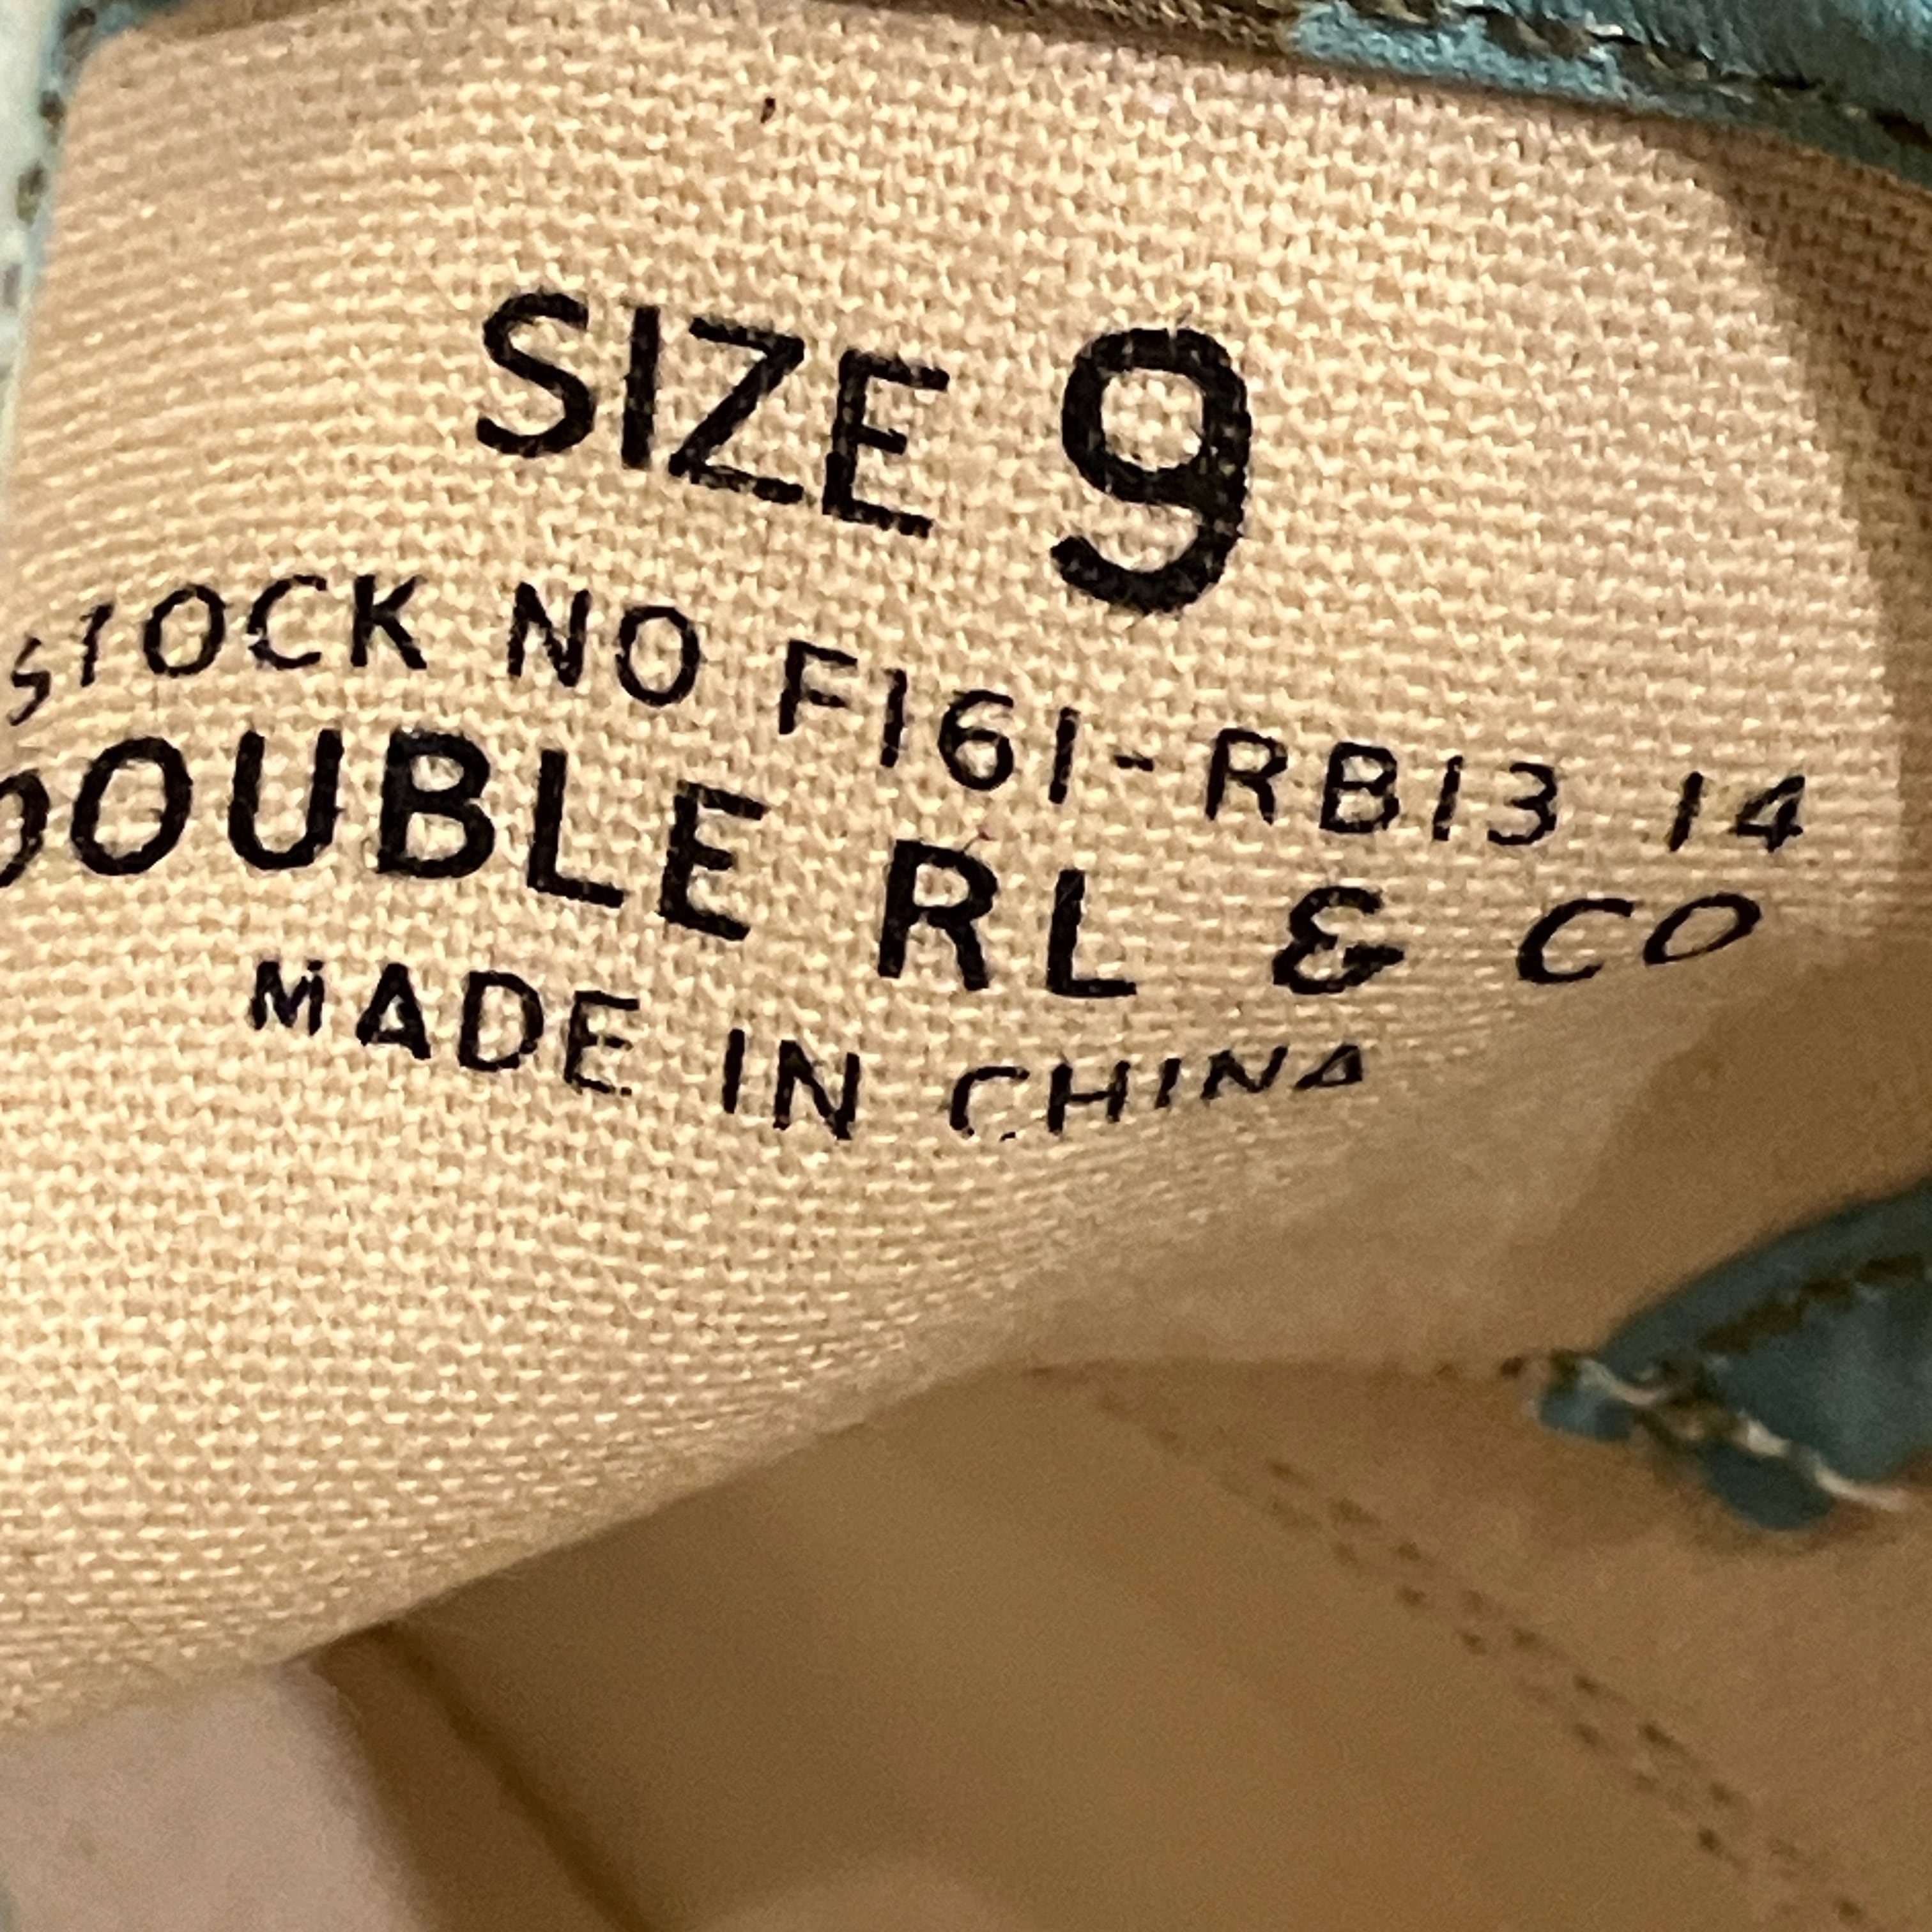 SIZE 9
STOCK NO F161-RB13 14
DOUBLE RL & CO
MADE IN CHINA